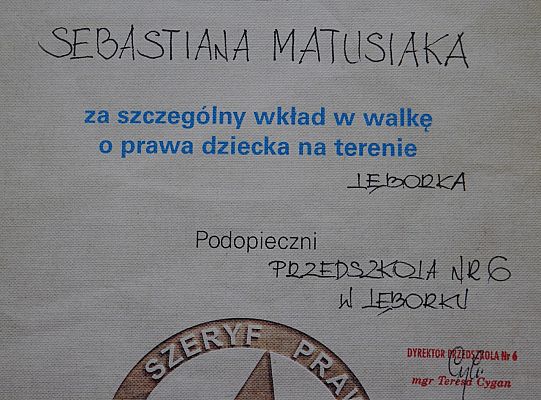 SEBASTIANA MATUSIAKA
za szczególny wkład w walkę
o prawa dziecka na terenie
LĘBORKA
Podopieczni
PRZEDSZKOLA NR 6
W LĘBORKU
SZERYF PRAW
DYREKTOR PRZEDSZKOLA Nr 6
mgr Teresa Cygan